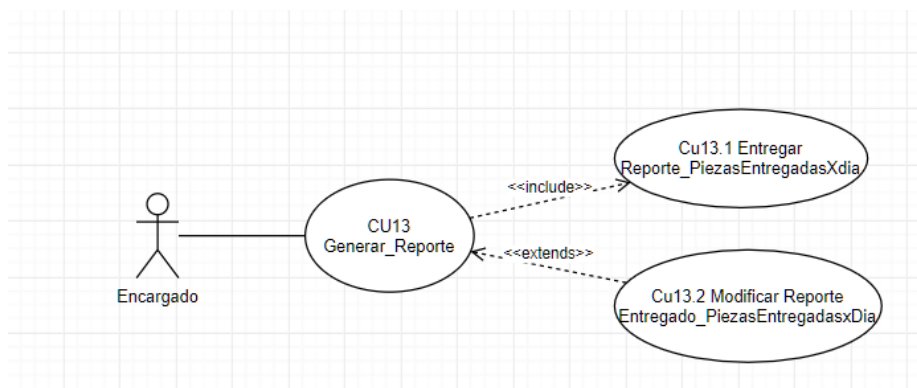 Cu13.1 Entregar
Reporte_PiezasEntregadasXdia
<<include>>
CU13
Generar_Reporte
<<extends>>
Encargado
Cu13.2 Modificar Reporte
Entregado_PiezasEntregadasxDia